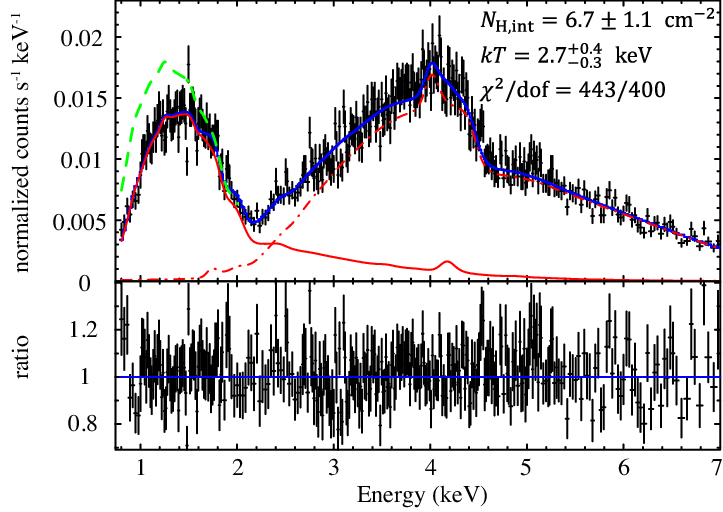 N_H,int = 6.7 ± 1.1 cm⁻²
kT = 2.7 +0.4 −0.3 keV
χ²/dof = 443/400
normalized counts s⁻¹ keV⁻¹
0.02
0.015
0.01
0.005
0
ratio
1.2
1
0.8
1 2 3 4 5 6 7
Energy (keV)